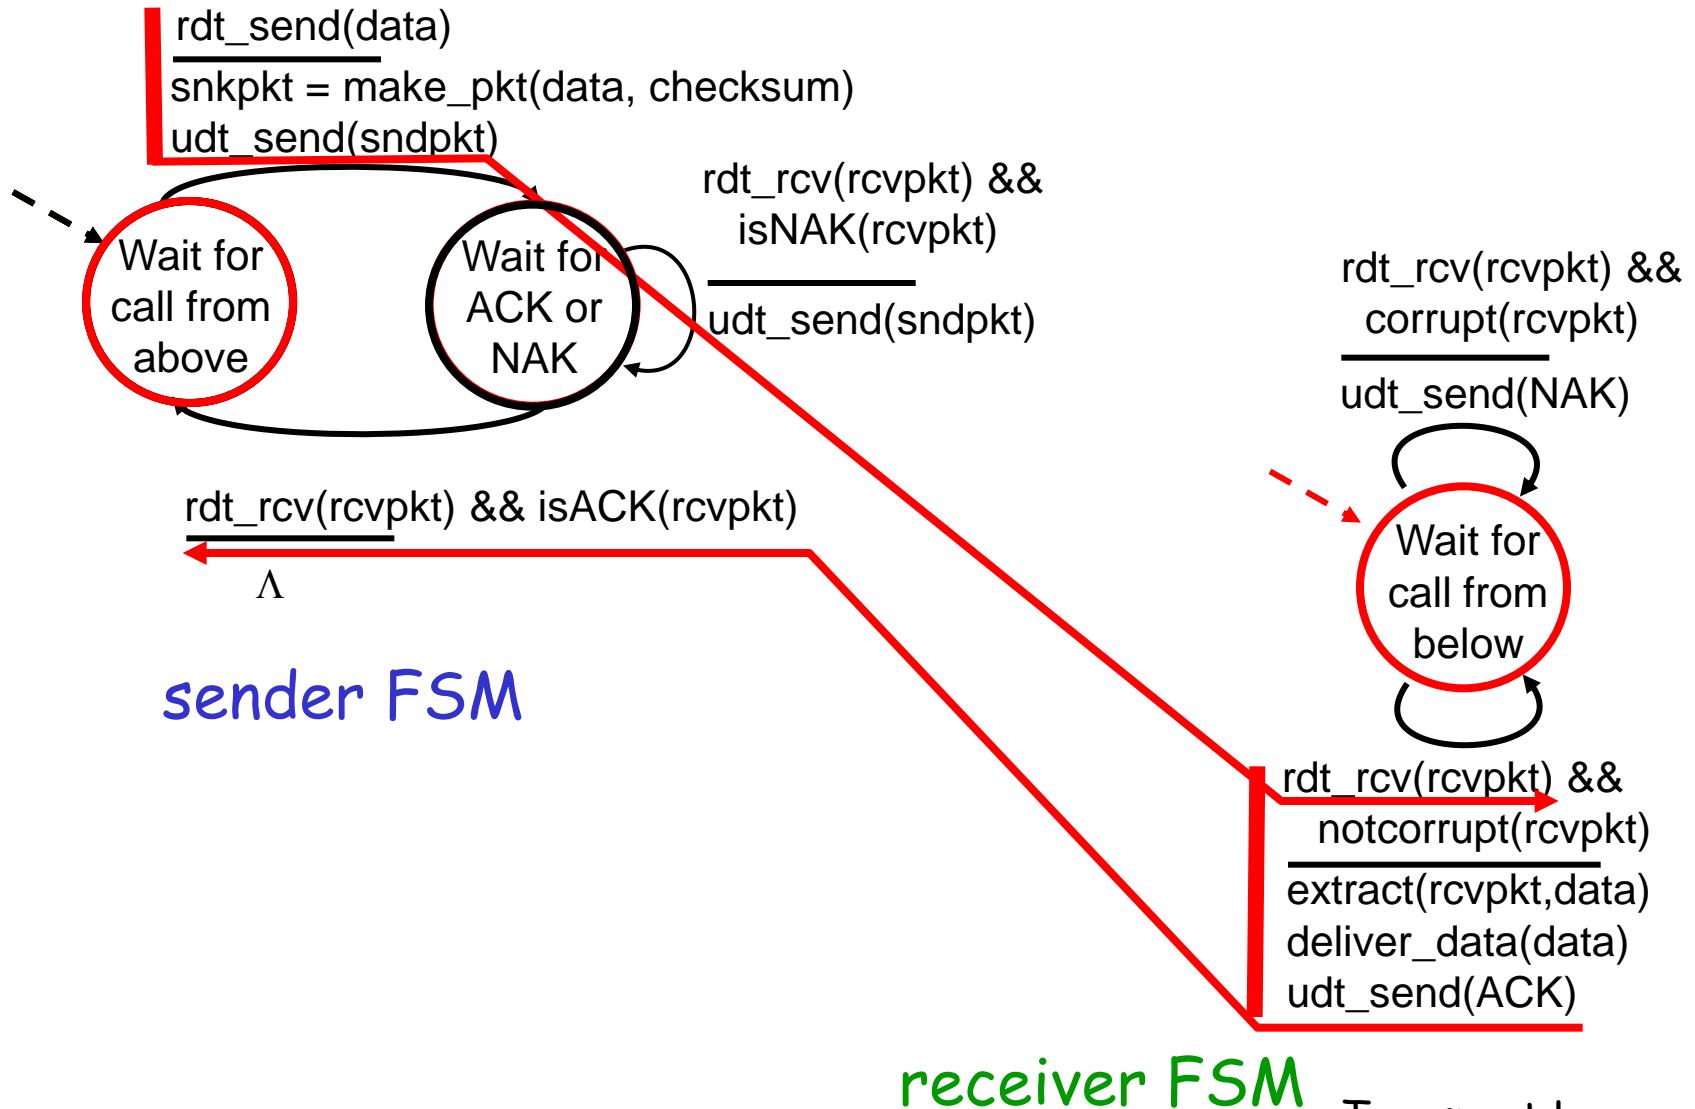 rdt_send(data)
snkpkt = make_pkt(data, checksum)
udt_send(sndpkt)
Wait for
call from
above
Wait for
ACK or
NAK
rdt_rcv(rcvpkt) &&
isNAK(rcvpkt)
udt_send(sndpkt)
rdt_rcv(rcvpkt) && isACK(rcvpkt)
Λ
sender FSM
rdt_rcv(rcvpkt) &&
corrupt(rcvpkt)
udt_send(NAK)
Wait for
call from
below
rdt_rcv(rcvpkt) &&
notcorrupt(rcvpkt)
extract(rcvpkt,data)
deliver_data(data)
udt_send(ACK)
receiver FSM